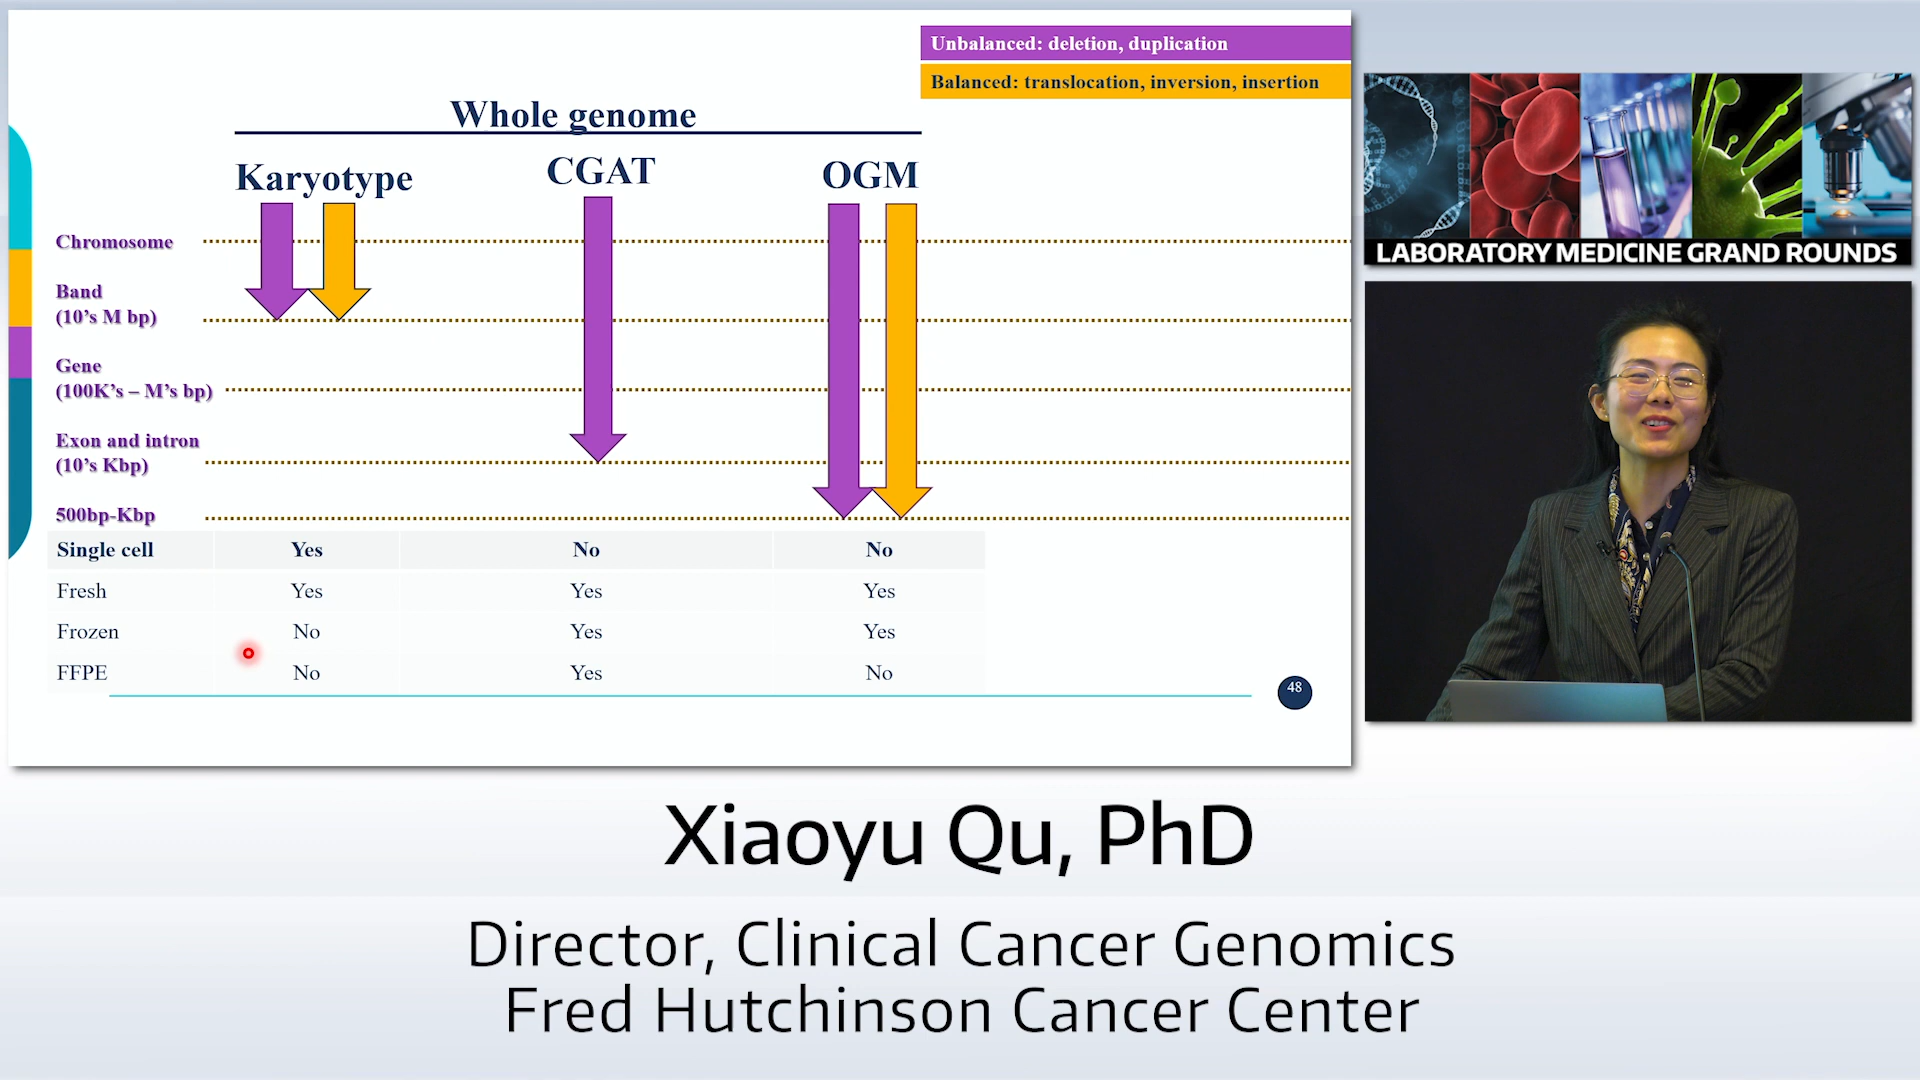 Unbalanced: deletion, duplication
Balanced: translocation, inversion, insertion
Whole genome
Karyotype CGAT OGM
Chromosome
Band
(10’s M bp)
Gene
(100K’s – M’s bp)
Exon and intron
(10’s Kbp)
500bp-Kbp
Single cell Yes No No
Fresh Yes Yes Yes
Frozen No Yes Yes
FFPE No Yes No
48
LABORATORY MEDICINE GRAND ROUNDS
Xiaoyu Qu, PhD
Director, Clinical Cancer Genomics
Fred Hutchinson Cancer Center